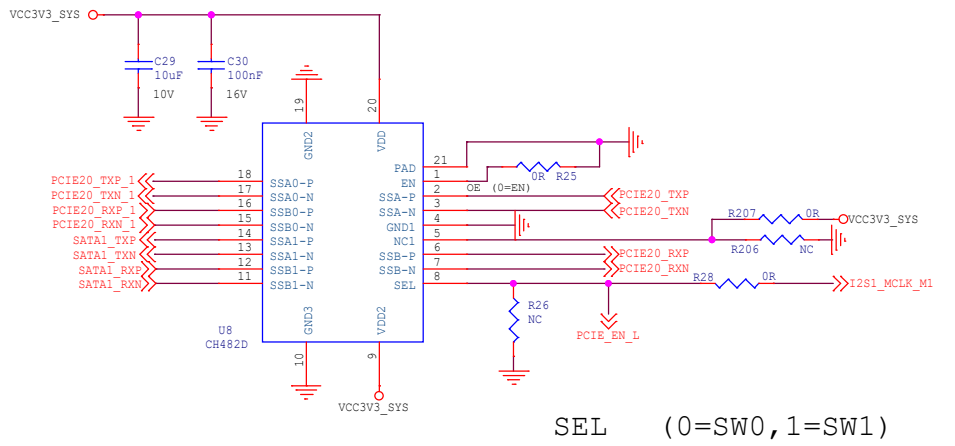 VCC3V3_SYS
C29
10uF
10V
C30
100nF
16V
19
20
GND2
VDD
PCIE20_TXP_1 18 SSA0-P
PCIE20_TXN_1 17 SSA0-N
PCIE20_RXP_1 16 SSB0-P
PCIE20_RXN_1 15 SSB0-N
SATA1_TXP 14 SSA1-P
SATA1_TXN 13 SSA1-N
SATA1_RXP 12 SSB1-P
SATA1_RXN 11 SSB1-N
PAD 21
EN 1
0R R25
OE (0=EN)
SSA-P 2 PCIE20_TXP
SSA-N 3 PCIE20_TXN
GND1 4
NC1 5
R207 0R VCC3V3_SYS
R206 NC
SSB-P 6 PCIE20_RXP
SSB-N 7 PCIE20_RXN
SEL 8
R28 0R I2S1_MCLK_M1
R26
NC
PCIE_EN_L
U8
CH482D
GND3
VDD2
10
9
VCC3V3_SYS
SEL (0=SW0,1=SW1)